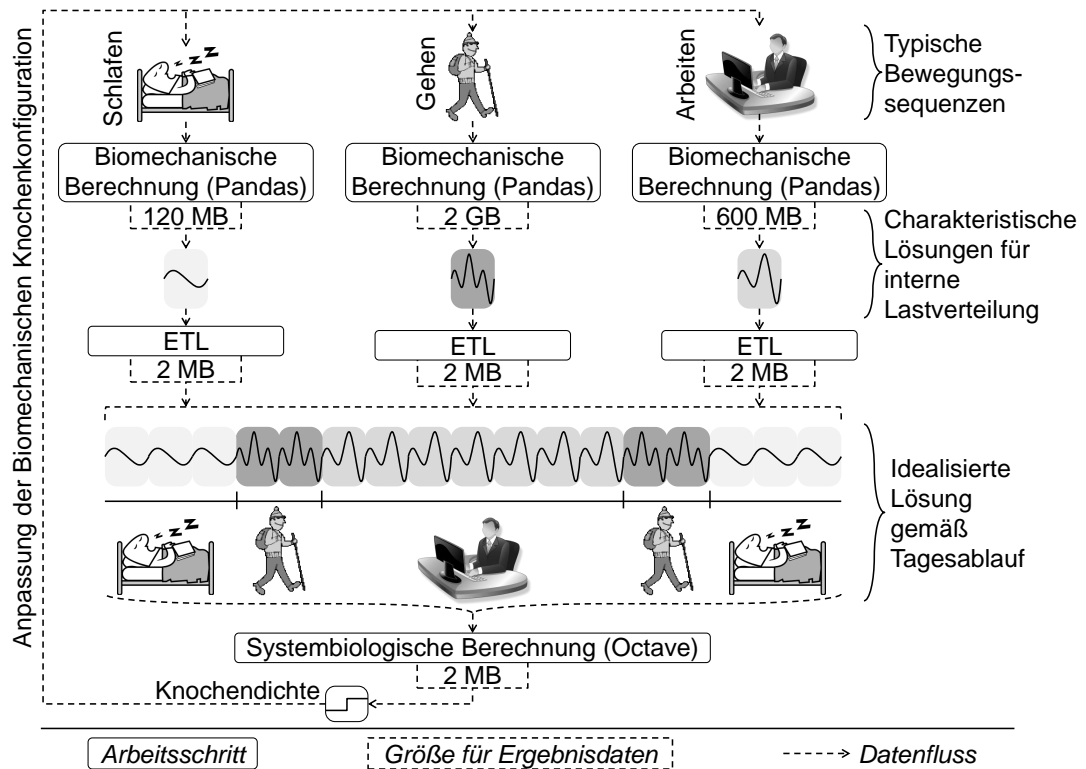 Anpassung der Biomechanischen Knochenkonfiguration
Schlafen
z z Z Z
Gehen
Arbeiten
Typische
Bewegungs-
sequenzen
Biomechanische
Berechnung (Pandas)
120 MB
Biomechanische
Berechnung (Pandas)
2 GB
Biomechanische
Berechnung (Pandas)
600 MB
Charakteristische
Lösungen für
interne
Lastverteilung
ETL
2 MB
ETL
2 MB
ETL
2 MB
Idealisierte
Lösung
gemäß
Tagesablauf
z z Z Z
z z Z Z
Systembiologische Berechnung (Octave)
2 MB
Knochendichte
Arbeitsschritt
Größe für Ergebnisdaten
Datenfluss